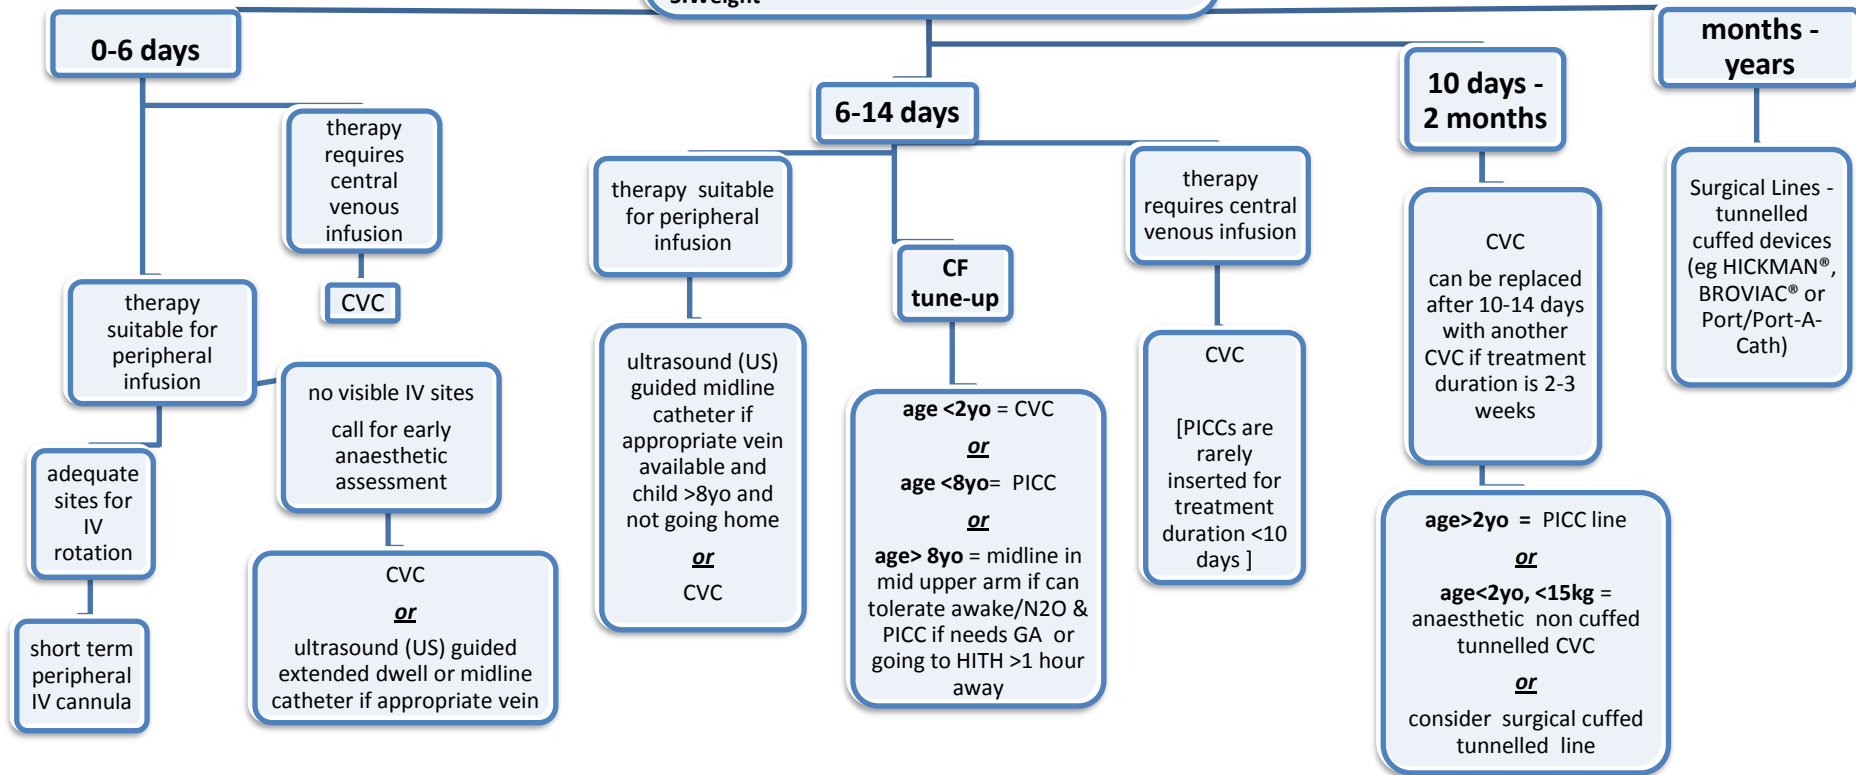 3.Weight
0-6 days
therapy
requires
central
venous
infusion
CVC
therapy
suitable for
peripheral
infusion
no visible IV sites
call for early
anaesthetic
assessment
adequate
sites for
IV
rotation
short term
peripheral
IV cannula
CVC
or
ultrasound (US) guided
extended dwell or midline
catheter if appropriate vein
6-14 days
therapy suitable
for peripheral
infusion
ultrasound (US)
guided midline
catheter if
appropriate vein
available and
child >8yo and
not going home
or
CVC
CF
tune-up
age <2yo = CVC
or
age <8yo= PICC
or
age> 8yo = midline in
mid upper arm if can
tolerate awake/N2O &
PICC if needs GA or
going to HITH >1 hour
away
therapy
requires central
venous infusion
CVC
[PICCs are
rarely
inserted for
treatment
duration <10
days ]
10 days -
2 months
CVC
can be replaced
after 10-14 days
with another
CVC if treatment
duration is 2-3
weeks
age>2yo = PICC line
or
age<2yo, <15kg =
anaesthetic non cuffed
tunnelled CVC
or
consider surgical cuffed
tunnelled line
months -
years
Surgical Lines -
tunnelled
cuffed devices
(eg HICKMAN®,
BROVIAC® or
Port/Port-A-
Cath)